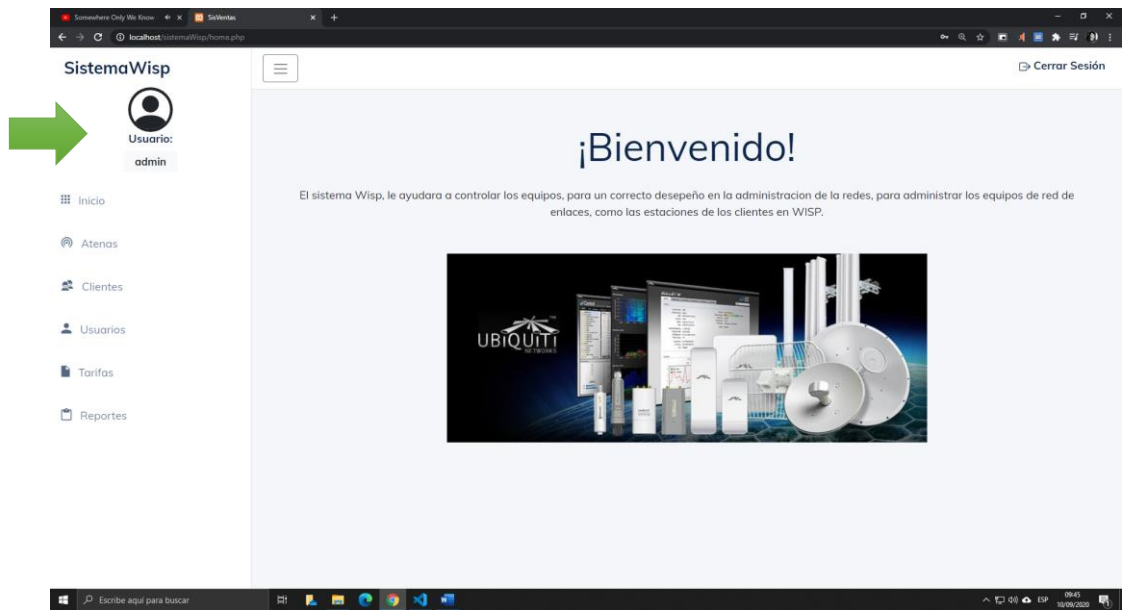 Somewhere Only We Know
SisVentas
localhost/sistemaWisp/home.php
SistemaWisp
Cerrar Sesión
Usuario:
admin
¡Bienvenido!
Inicio
El sistema Wisp, le ayudara a controlar los equipos, para un correcto desepeño en la administracion de la redes, para administrar los equipos de red de
enlaces, como las estaciones de los clientes en WISP.
Atenas
Clientes
Usuarios
Tarifas
Reportes
UBiQUiTi
NETWORKS
Escribe aquí para buscar
ESP
09:45
10/09/2020